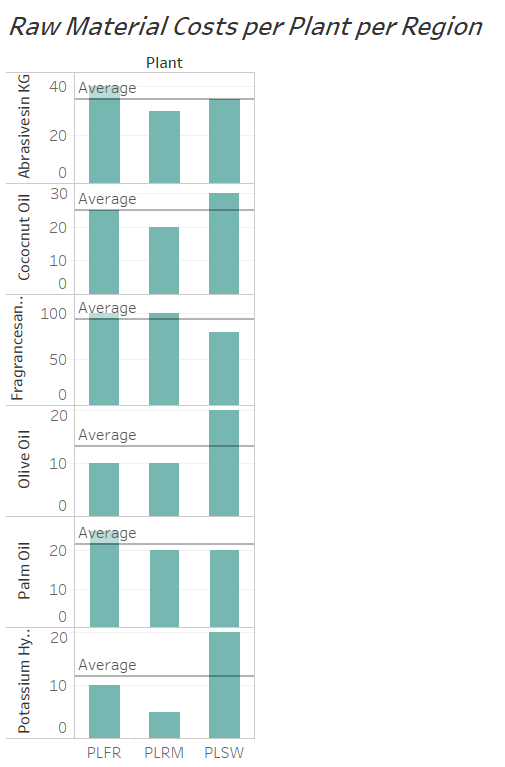 Raw Material Costs per Plant per Region
Plant
Abrasivesin KG
40
20
0
Average
Cococnut Oil
30
20
10
0
Average
Fragrancesan..
100
50
0
Average
Olive Oil
20
10
0
Average
Palm Oil
20
10
0
Average
Potassium Hy..
20
10
0
Average
PLFR PLRM PLSW